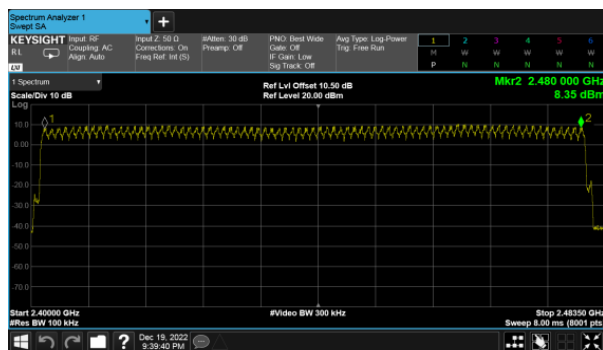 Spectrum Analyzer 1
Swept SA
KEYSIGHT Input: RF Input Z: 50 Ω #Atten: 30 dB PNO: Best Wide Avg Type: Log-Power 1 2 3 4 5 6
RL Coupling: AC Corrections: On Preamp: Off Gate: Off Trig: Free Run M W W W W W
Align: Auto Freq Ref: Int (S) IF Gain: Low P N N N N N
LXI Sig Track: Off
1 Spectrum Ref Lvl Offset 10.50 dB Mkr2 2.480 000 GHz
Scale/Div 10 dB Ref Level 20.00 dBm 8.35 dBm
Log
10.0 1 2
0.00
-10.0
-20.0
-30.0
-40.0
-50.0
-60.0
-70.0
Start 2.40000 GHz #Video BW 300 kHz Stop 2.48350 GHz
#Res BW 100 kHz Sweep 8.00 ms (8001 pts)
? Dec 19, 2022
9:39:40 PM